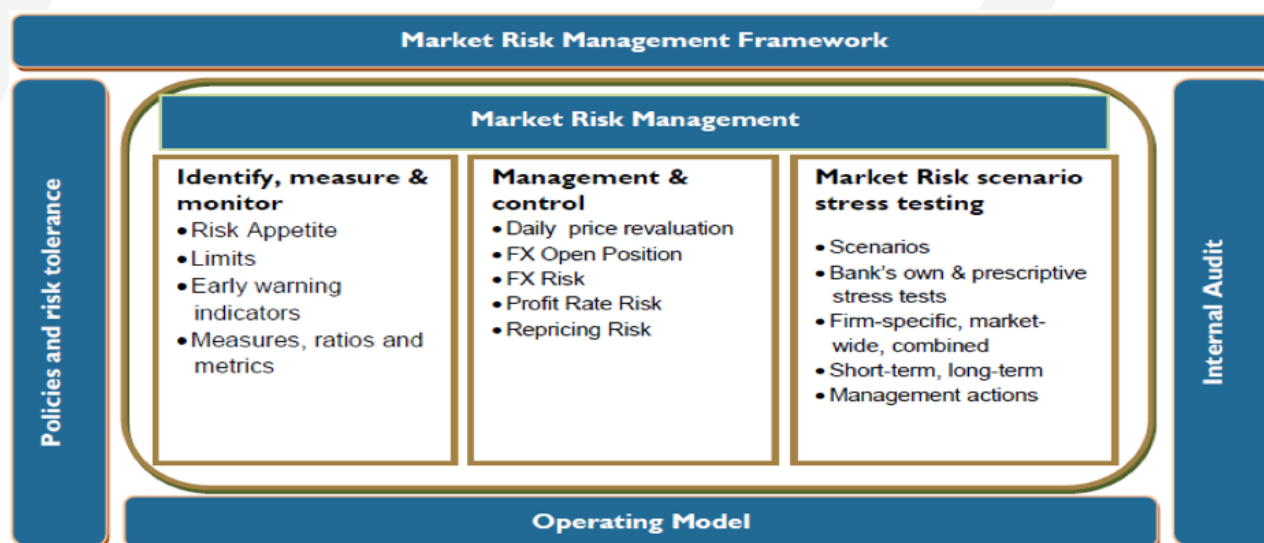 Market Risk Management Framework
Policies and risk tolerance
Market Risk Management
Identify, measure &
monitor
•Risk Appetite
•Limits
•Early warning
indicators
•Measures, ratios and
metrics
Management &
control
•Daily price revaluation
•FX Open Position
•FX Risk
•Profit Rate Risk
•Repricing Risk
Market Risk scenario
stress testing
•Scenarios
•Bank's own & prescriptive
stress tests
•Firm-specific, market-
wide, combined
•Short-term, long-term
•Management actions
Internal Audit
Operating Model